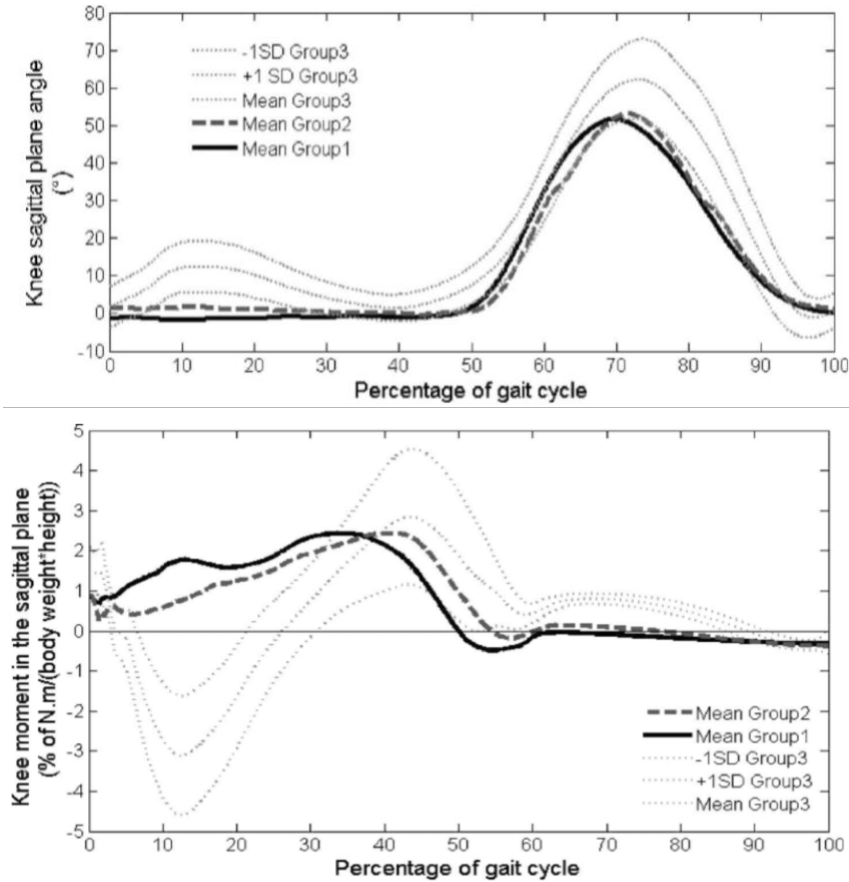 80
70
60
50
40
30
20
10
0
-10
Knee sagittal plane angle
(°)
-1SD Group3
+1 SD Group3
Mean Group3
Mean Group2
Mean Group1
0 10 20 30 40 50 60 70 80 90 100
Percentage of gait cycle
5
4
3
2
1
0
-1
-2
-3
-4
-5
Knee moment in the sagittal plane
(% of N.m/(body weight*height))
Mean Group2
Mean Group1
-1SD Group3
+1SD Group3
Mean Group3
0 10 20 30 40 50 60 70 80 90 100
Percentage of gait cycle